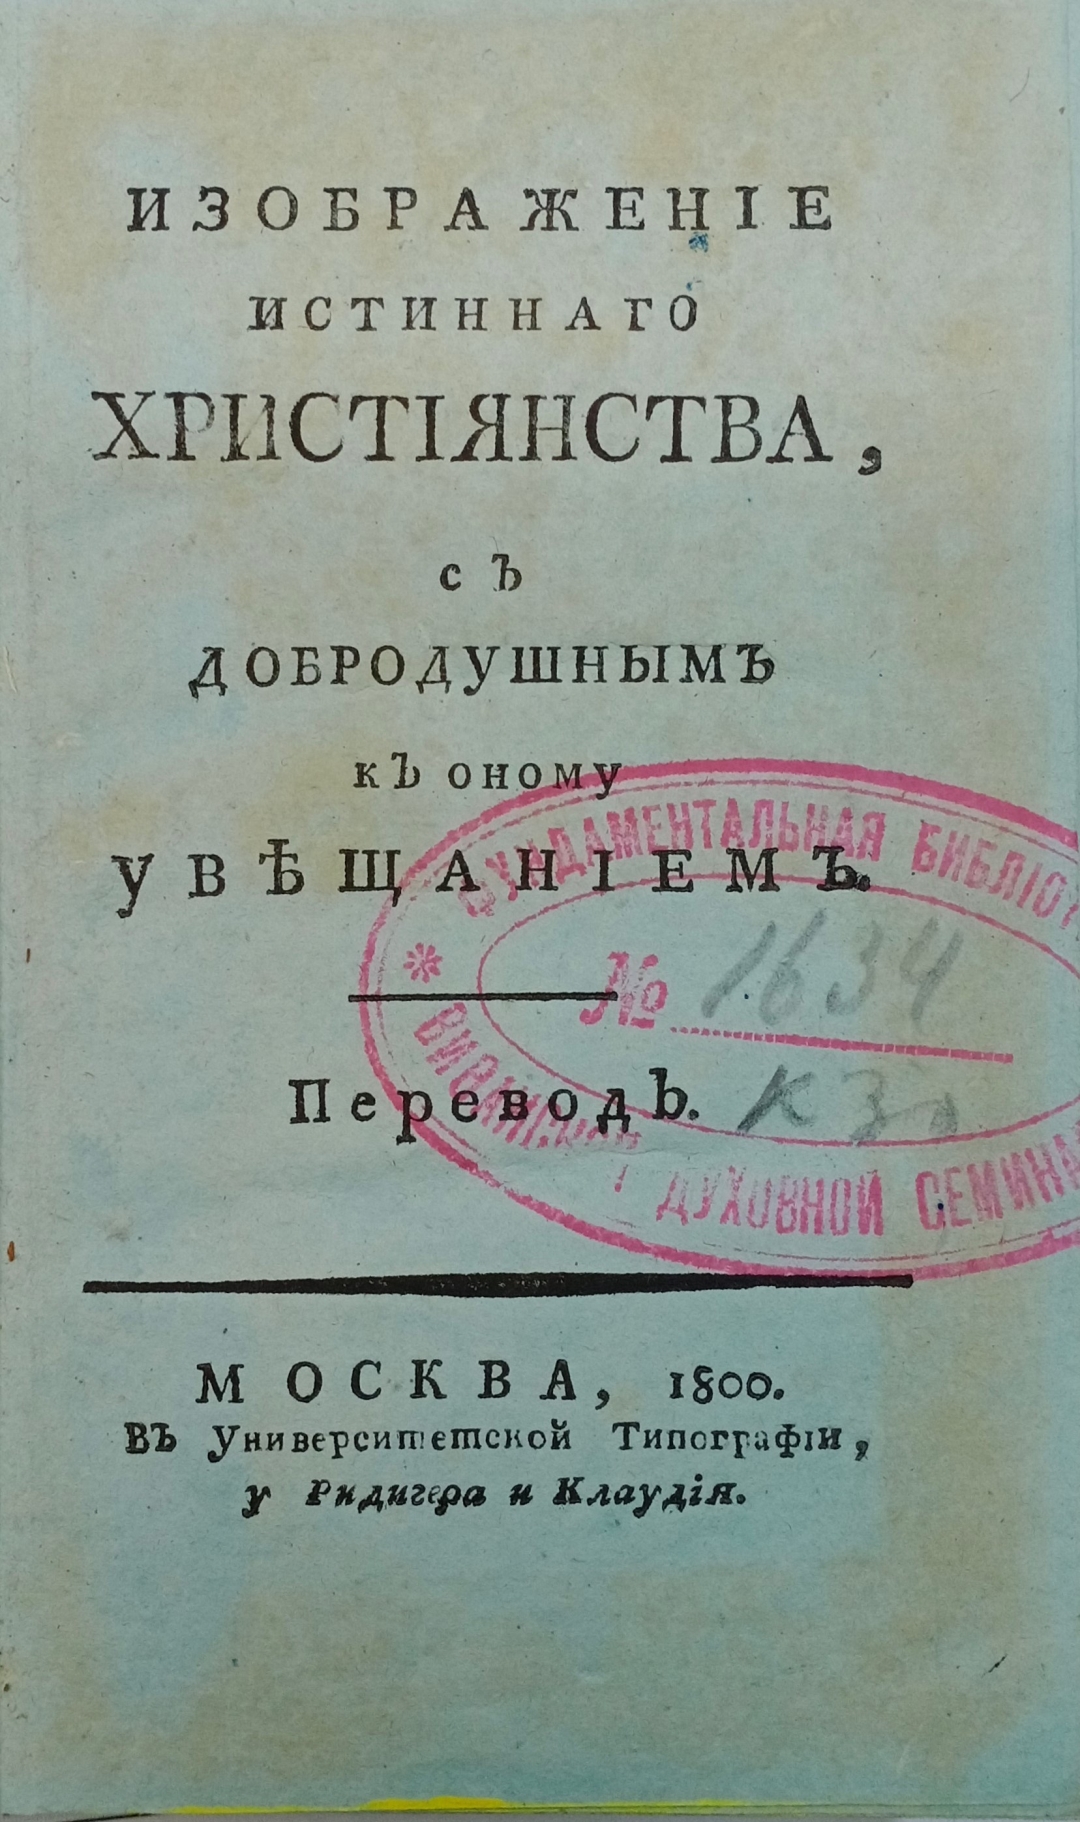 ИЗОБРАЖЕНІЕ
ИСТИННАГО
ХРИСТІЯНСТВА,
съ
ДОБРОДУШНЫМЪ
къ оному
УВѢЩАНІЕМЪ.
ФУНДАМЕНТАЛЬНАЯ БИБЛІОТ
№ 1634
Переводъ.
ДУХОВНОЙ СЕМИНА
МОСКВА, 1800.
Въ Университетской Типографіи,
у Ридигера и Клаудія.